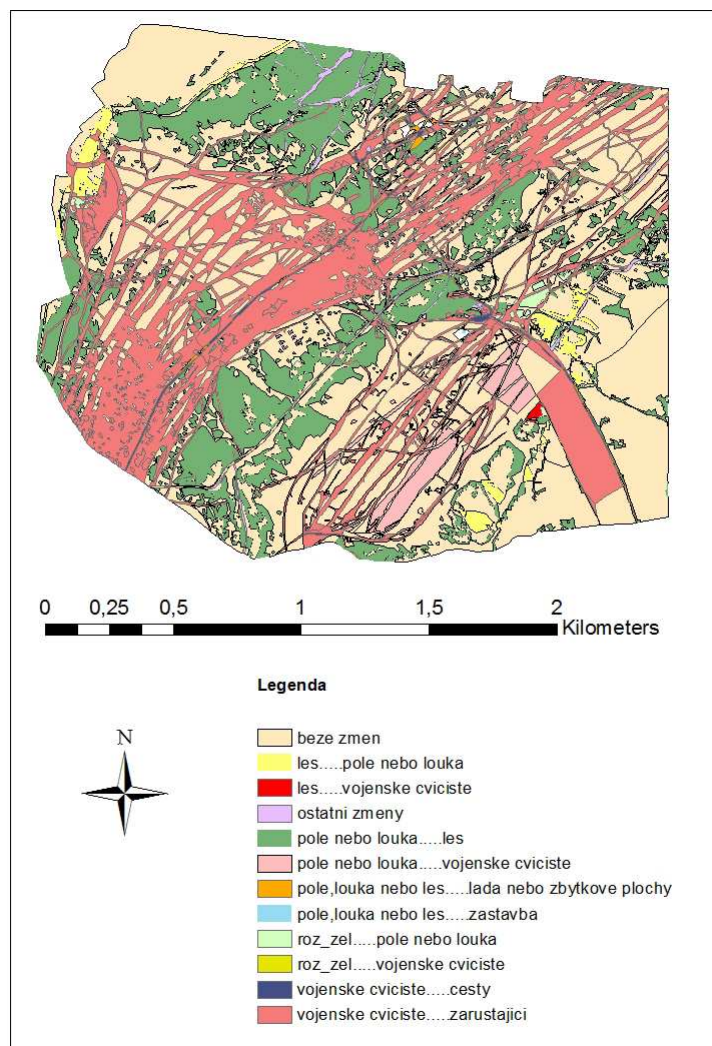 0 0,25 0,5 1 1,5 2
Kilometers
Legenda
N
beze zmen
les.....pole nebo louka
les.....vojenske cviciste
ostatni zmeny
pole nebo louka.....les
pole nebo louka.....vojenske cviciste
pole,louka nebo les.....lada nebo zbytkove plochy
pole,louka nebo les.....zastavba
roz_zel.....pole nebo louka
roz_zel.....vojenske cviciste
vojenske cviciste.....cesty
vojenske cviciste.....zarustajici